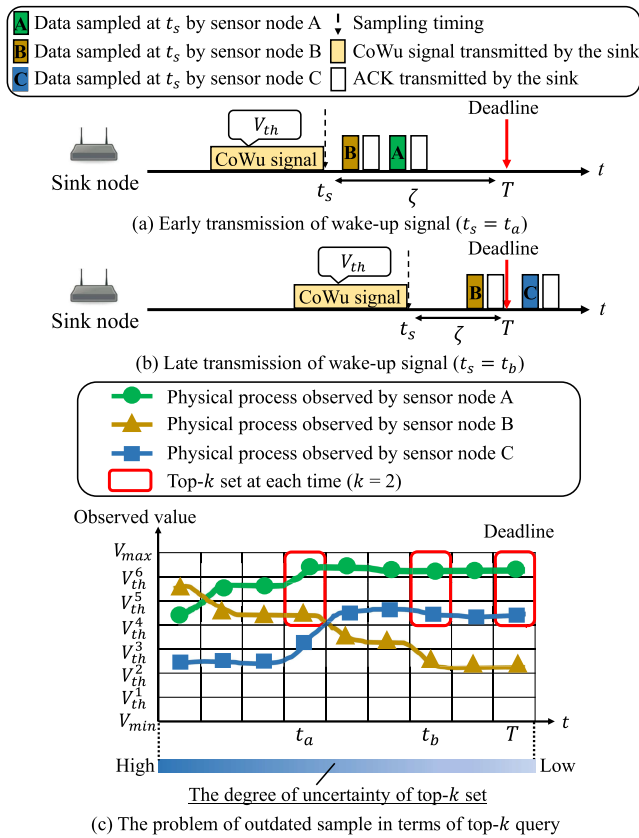 A Data sampled at t_s by sensor node A
Sampling timing
B Data sampled at t_s by sensor node B
CoWu signal transmitted by the sink
C Data sampled at t_s by sensor node C
ACK transmitted by the sink
Deadline
V_th
CoWu signal
B
A
Sink node
t_s
ζ
T
t
(a) Early transmission of wake-up signal (t_s = t_a)
Deadline
V_th
CoWu signal
B
C
Sink node
t_s
ζ
T
t
(b) Late transmission of wake-up signal (t_s = t_b)
Physical process observed by sensor node A
Physical process observed by sensor node B
Physical process observed by sensor node C
Top-k set at each time (k = 2)
Observed value
Deadline
V_max
V_th^6
V_th^5
V_th^4
V_th^3
V_th^2
V_th^1
V_min
t_a
t_b
T
t
High
Low
The degree of uncertainty of top-k set
(c) The problem of outdated sample in terms of top-k query